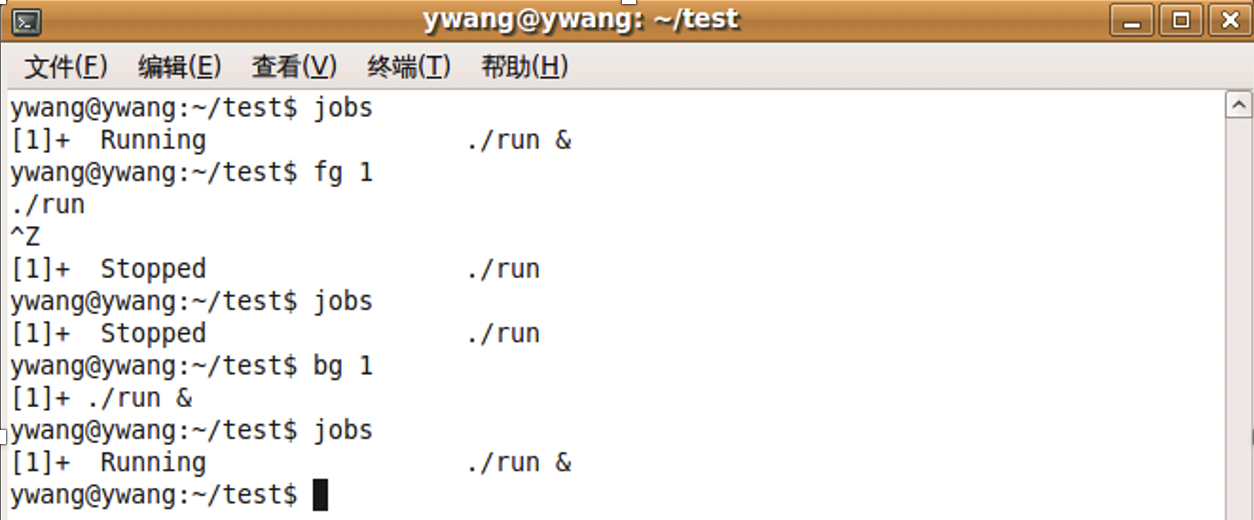 ywang@ywang: ~/test
文件(F) 编辑(E) 查看(V) 终端(T) 帮助(H)
ywang@ywang:~/test$ jobs
[1]+  Running                 ./run &
ywang@ywang:~/test$ fg 1
./run
^Z
[1]+  Stopped                 ./run
ywang@ywang:~/test$ jobs
[1]+  Stopped                 ./run
ywang@ywang:~/test$ bg 1
[1]+ ./run &
ywang@ywang:~/test$ jobs
[1]+  Running                 ./run &
ywang@ywang:~/test$